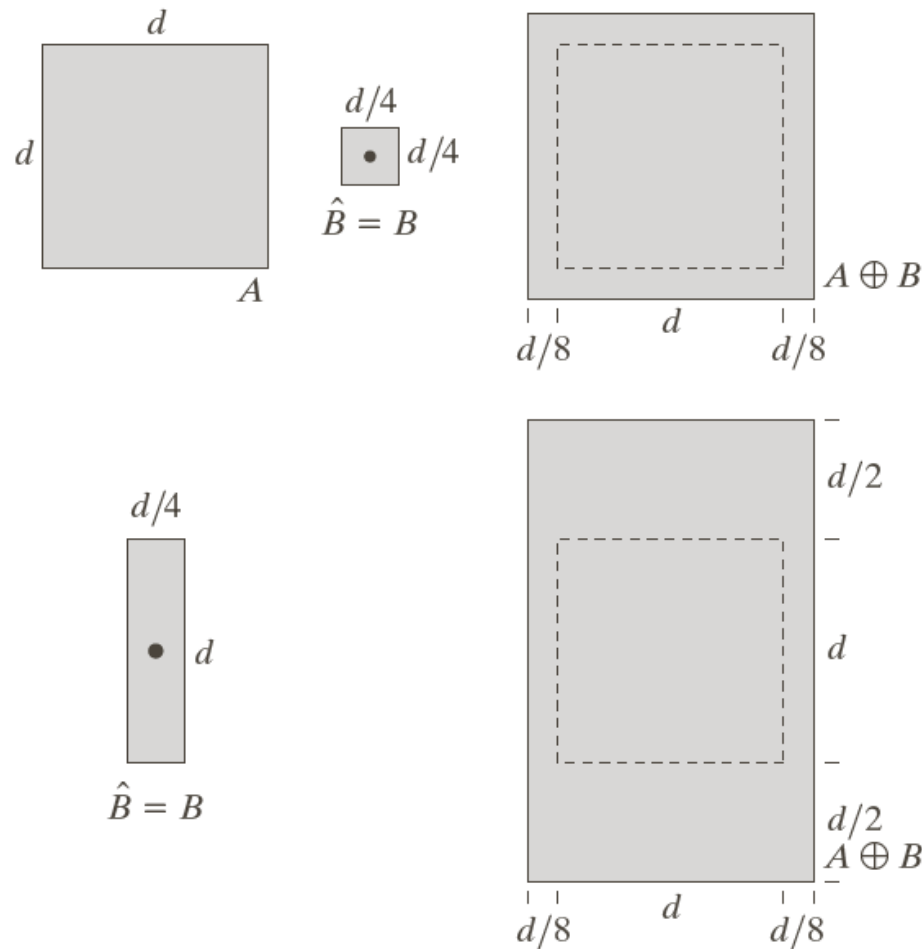 d
d
A
d/4
d/4
B̂ = B
A ⊕ B
d
d/8
d/8
d/4
d
B̂ = B
d/2
d
d/2
A ⊕ B
d
d/8
d/8